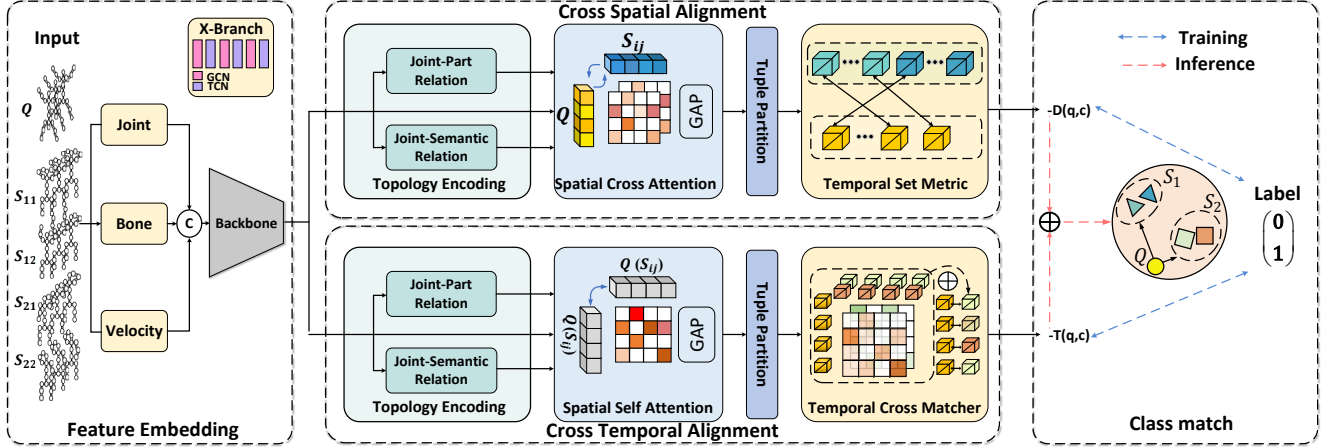 Input
X-Branch
GCN
TCN
Q
S11
S12
S21
S22
Joint
Bone
Velocity
C
Backbone
Feature Embedding
Cross Spatial Alignment
Joint-Part
Relation
Joint-Semantic
Relation
Topology Encoding
Sij
Q
GAP
Spatial Cross Attention
Tuple Partition
Temporal Set Metric
Joint-Part
Relation
Joint-Semantic
Relation
Topology Encoding
Q (Sij)
Q(Sij)
GAP
Spatial Self Attention
Tuple Partition
Temporal Cross Matcher
Cross Temporal Alignment
Training
Inference
-D(q,c)
S1
S2
Q
Label
0
1
-T(q,c)
Class match